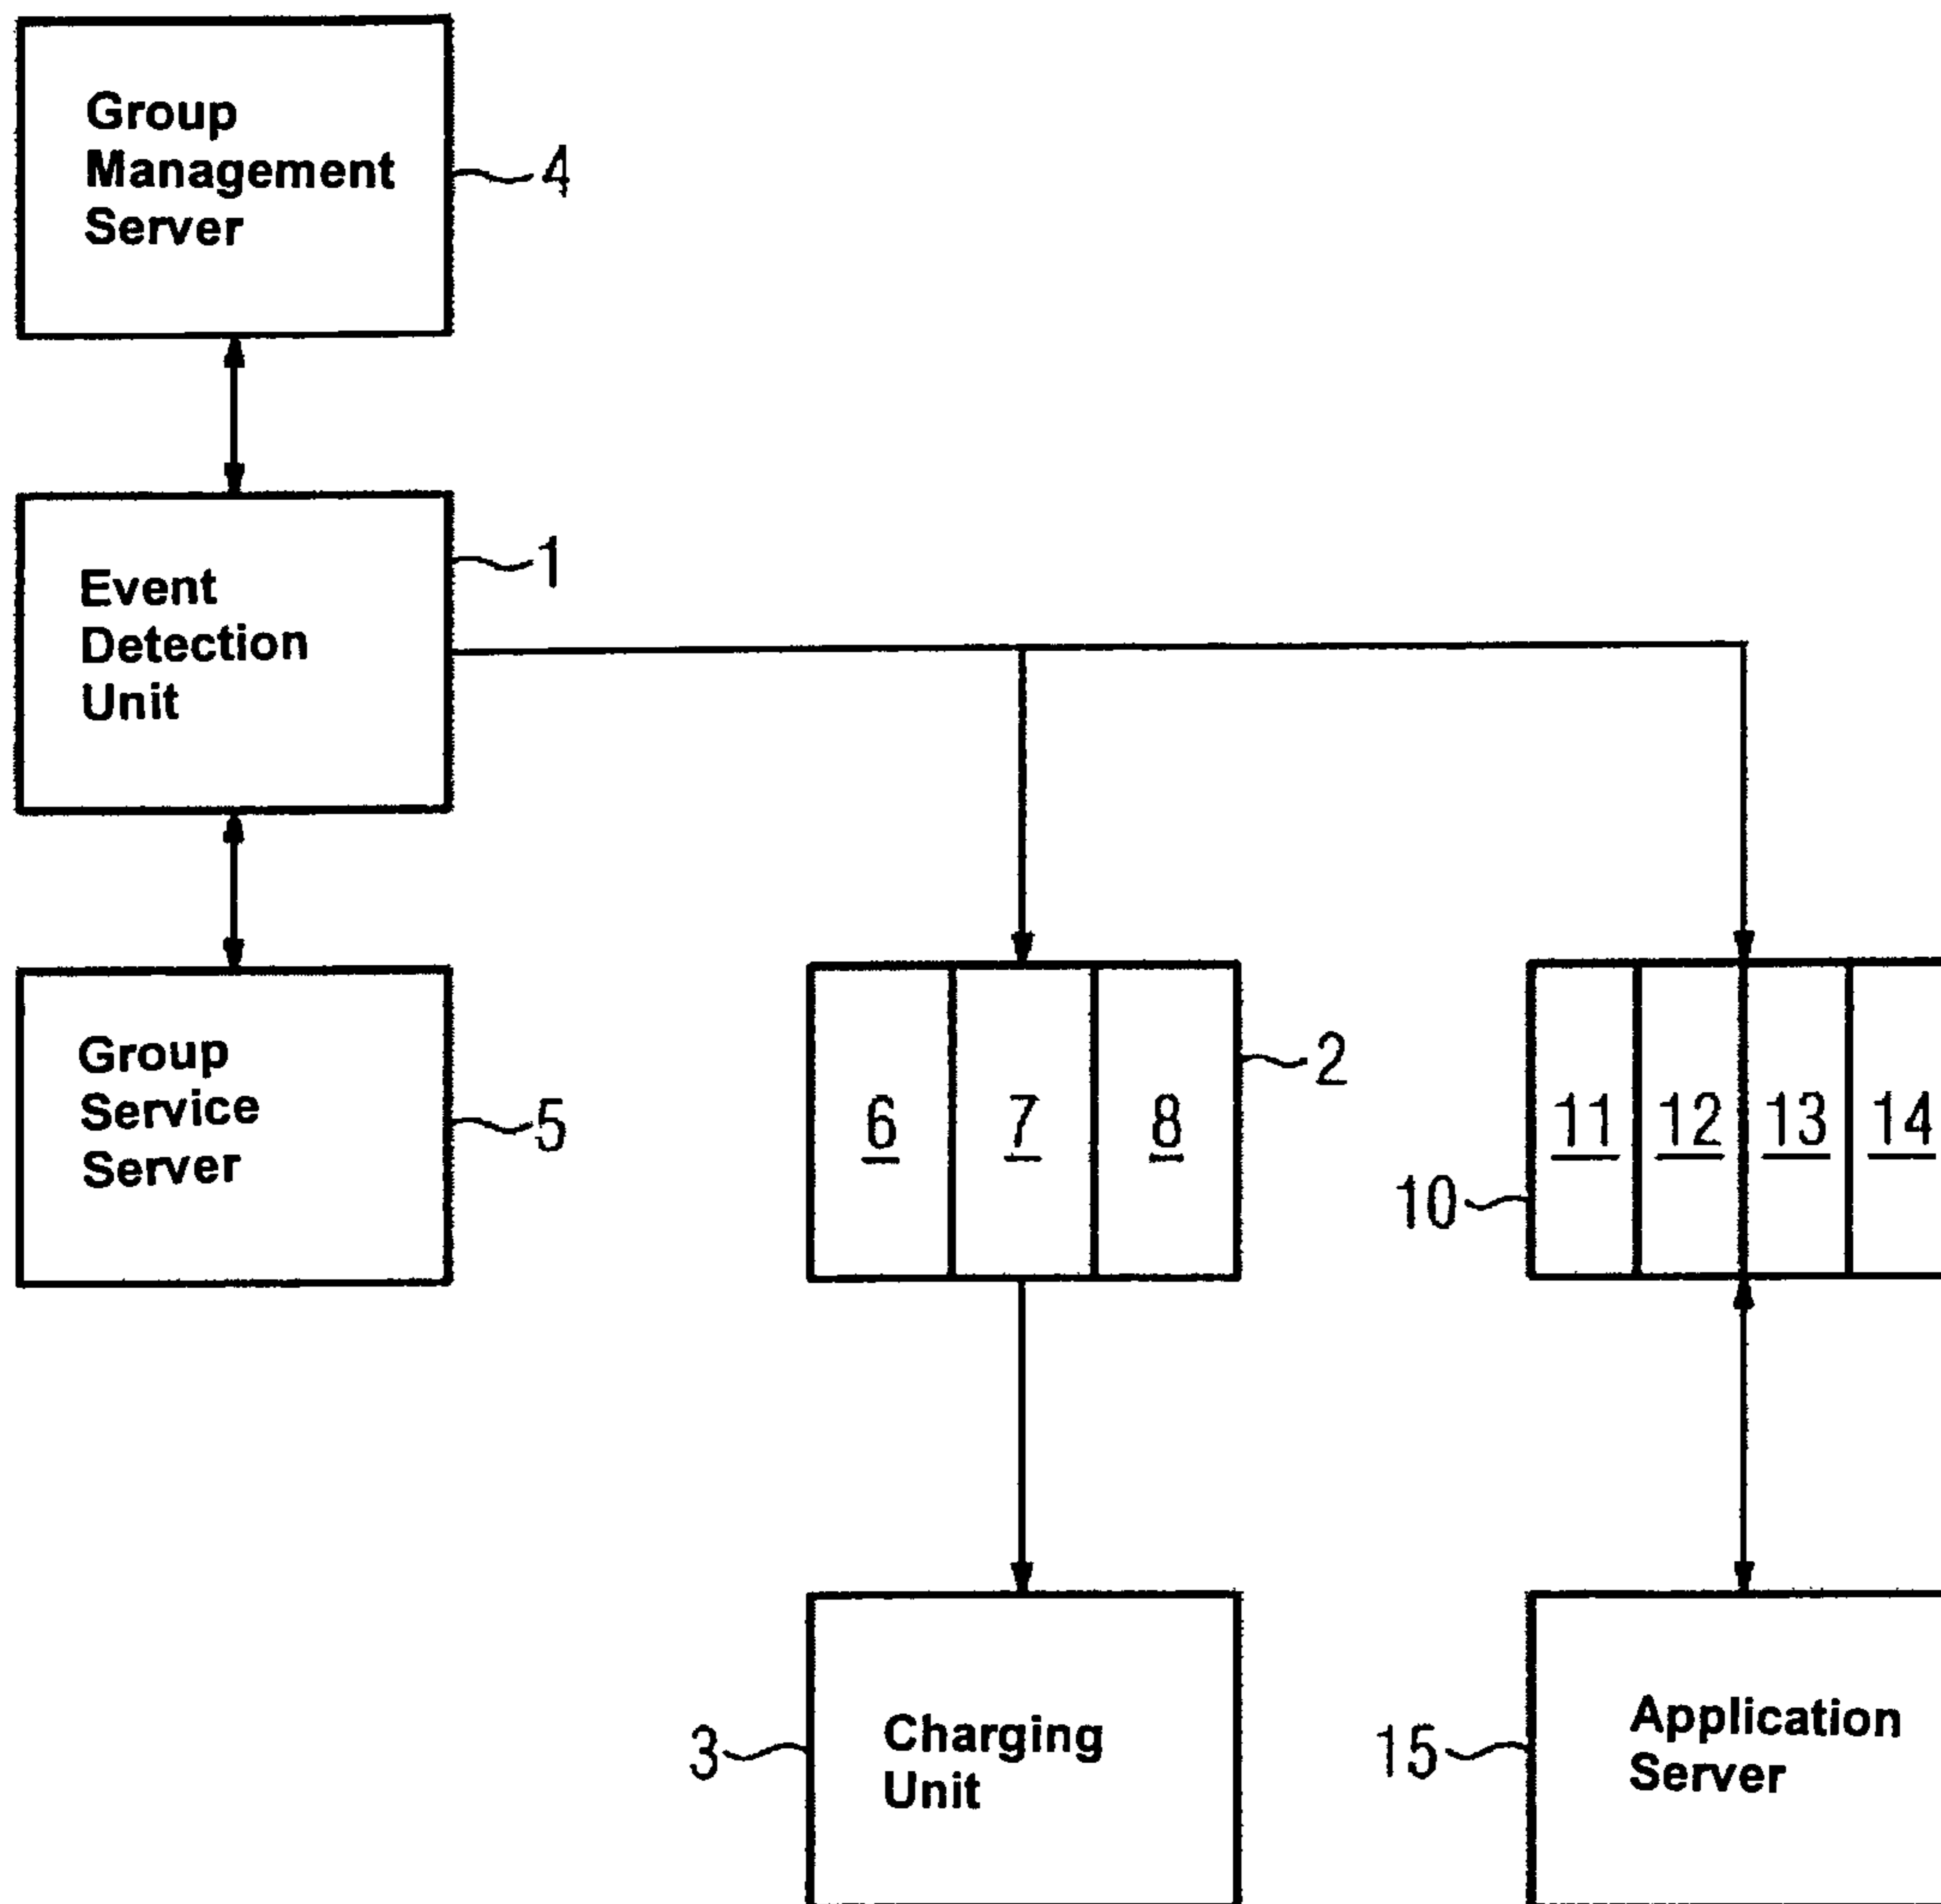 Group
Management
Server
4
Event
Detection
Unit
1
Group
Service
Server
5
6 7 8
2
10
11 12 13 14
3
Charging
Unit
15
Application
Server